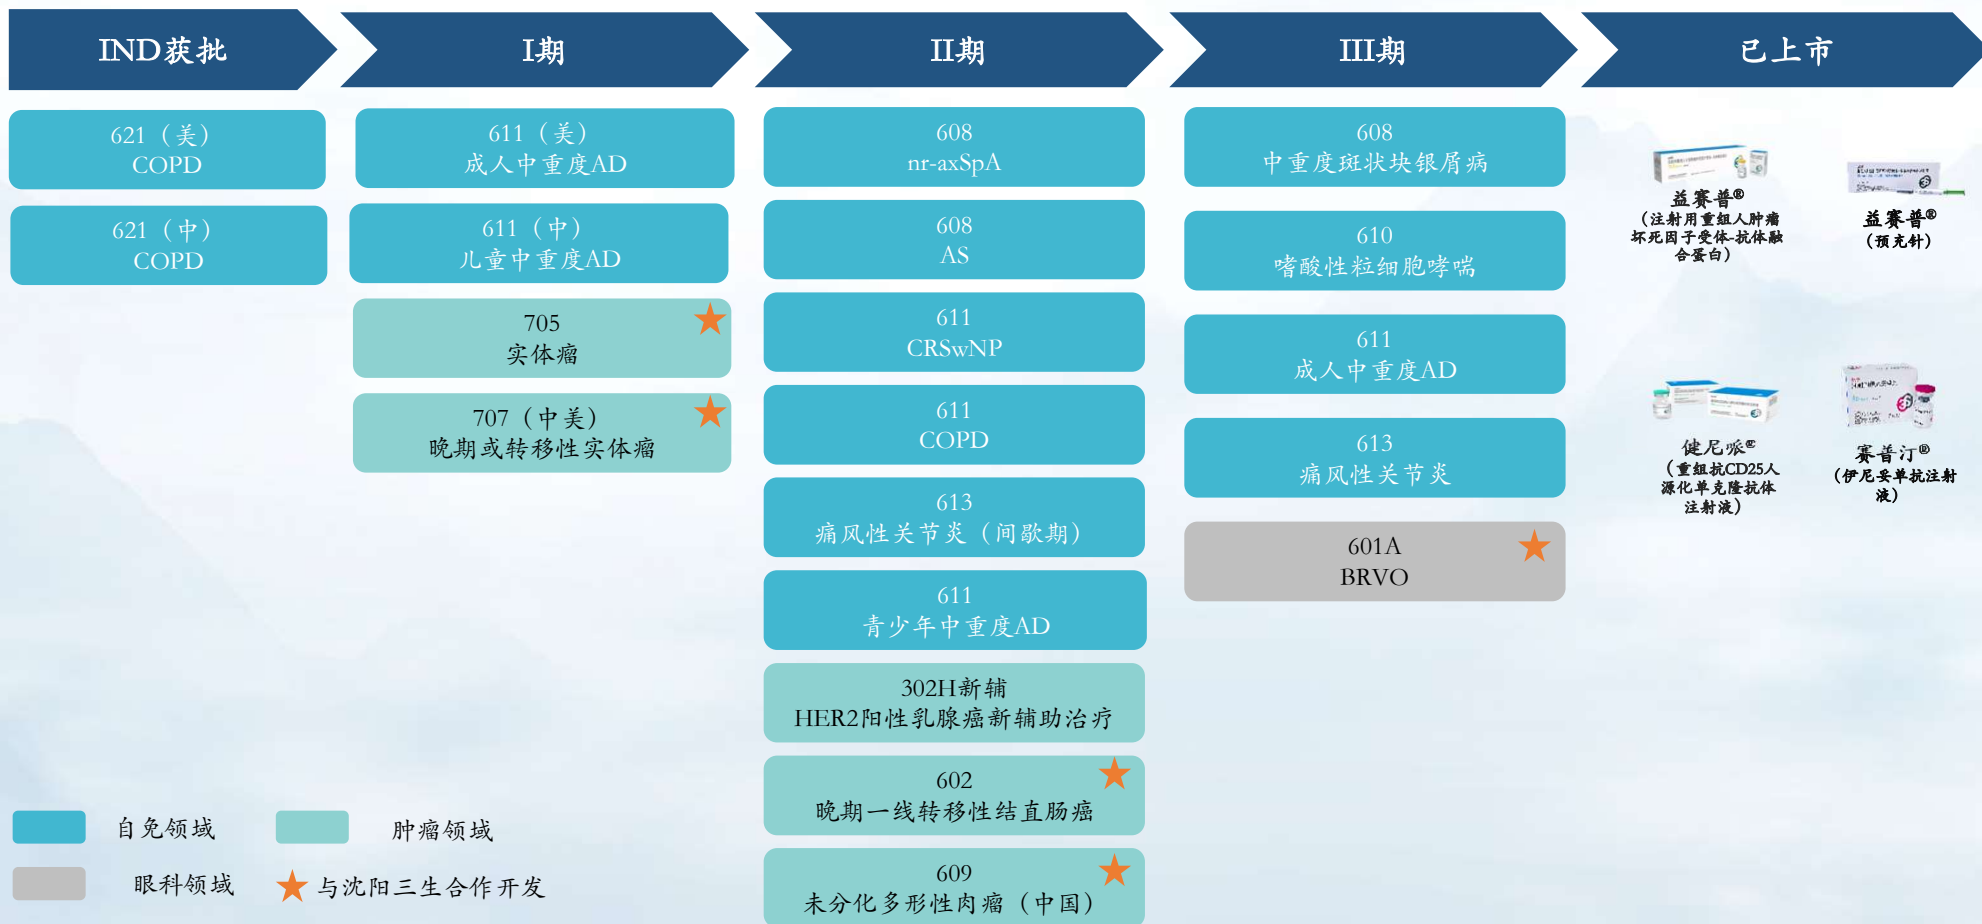 IND获批
I期
II期
III期
已上市
621（美）
COPD
621（中）
COPD
611（美）
成人中重度AD
611（中）
儿童中重度AD
705
实体瘤
707（中美）
晚期或转移性实体瘤
608
nr-axSpA
608
AS
611
CRSwNP
611
COPD
613
痛风性关节炎（间歇期）
611
青少年中重度AD
302H新辅
HER2阳性乳腺癌新辅助治疗
602
晚期一线转移性结直肠癌
609
未分化多形性肉瘤（中国）
608
中重度斑状块银屑病
610
嗜酸性粒细胞哮喘
611
成人中重度AD
613
痛风性关节炎
601A
BRVO
益赛普®
（注射用重组人肿瘤
坏死因子受体-抗体融
合蛋白）
益赛普®
（预充针）
健尼哌®
（重组抗CD25人
源化单克隆抗体
注射液）
赛普汀®
（伊尼妥单抗注射
液）
自免领域
肿瘤领域
眼科领域
与沈阳三生合作开发